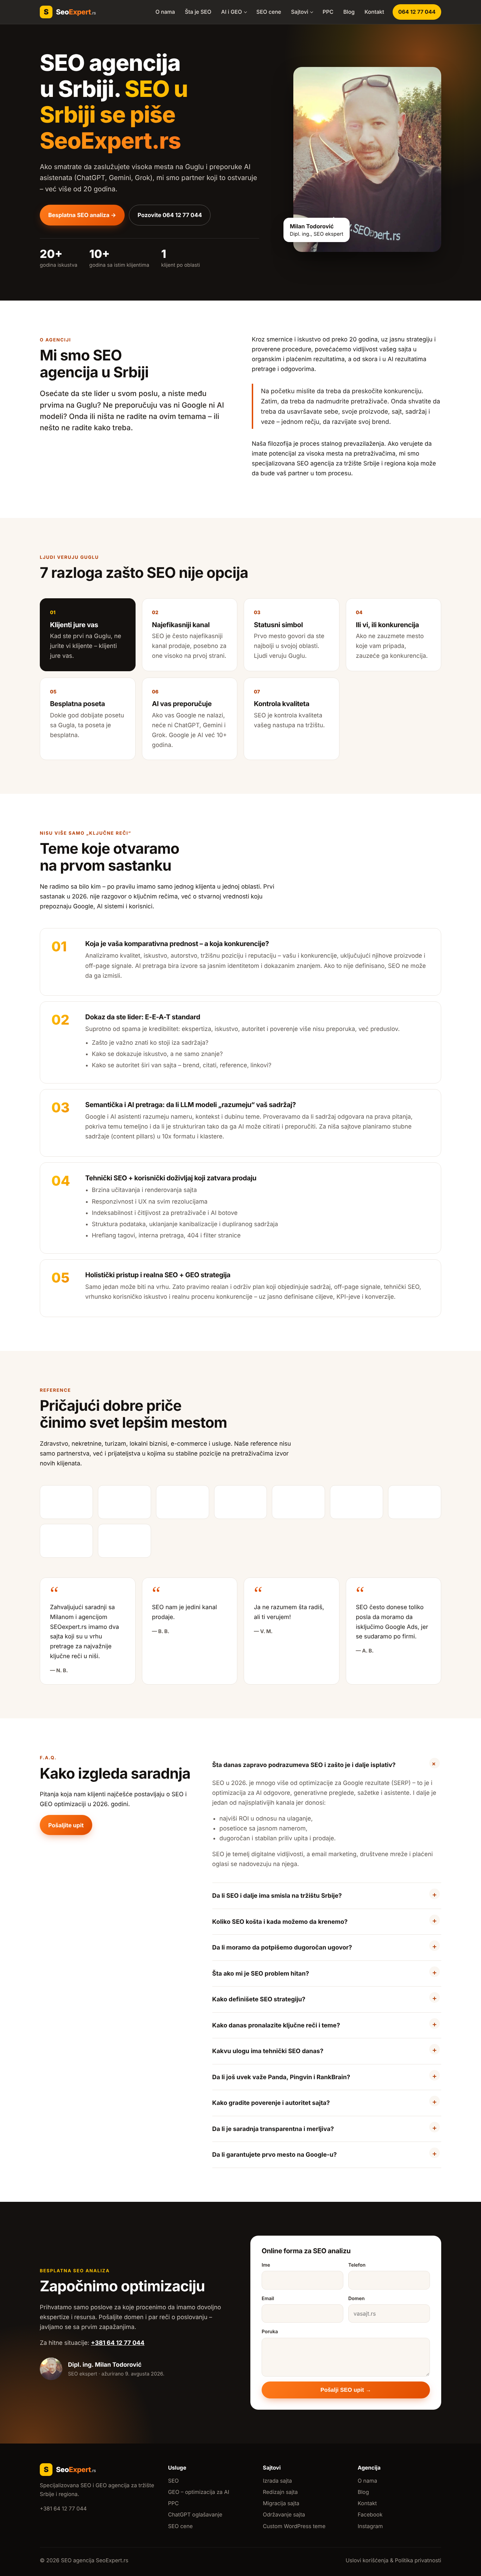 S SeoExpert.rs
O nama Šta je SEO AI i GEO SEO cene Sajtovi PPC Blog Kontakt 064 12 77 044
SEO agencija
u Srbiji. SEO u
Srbiji se piše
SeoExpert.rs
Ako smatrate da zaslužujete visoka mesta na Guglu i preporuke AI
asistenata (ChatGPT, Gemini, Grok), mi smo partner koji to ostvaruje
– već više od 20 godina.
Besplatna SEO analiza →
Pozovite 064 12 77 044
20+
godina iskustva
10+
godina sa istim klijentima
1
klijent po oblasti
Milan Todorović
Dipl. ing., SEO ekspert
O AGENCIJI
Mi smo SEO
agencija u Srbiji
Osećate da ste lider u svom poslu, a niste među
prvima na Guglu? Ne preporučuju vas ni Google ni AI
modeli? Onda ili ništa ne radite na ovim temama – ili
nešto ne radite kako treba.
Kroz smernice i iskustvo od preko 20 godina, uz jasnu strategiju i
proverene procedure, povećaćemo vidljivost vašeg sajta u
organskim i plaćenim rezultatima, a od skora i u AI rezultatima
pretrage i odgovorima.
Na početku mislite da treba da preskočite konkurenciju.
Zatim, da treba da nadmudrite pretraživače. Onda shvatite da
treba da usavršavate sebe, svoje proizvode, sajt, sadržaj i
veze – jednom rečju, da razvijate svoj brend.
Naša filozofija je proces stalnog prevazilaženja. Ako verujete da
imate potencijal za visoka mesta na pretraživačima, mi smo
specijalizovana SEO agencija za tržište Srbije i regiona koja može
da bude vaš partner u tom procesu.
LJUDI VERUJU GUGLU
7 razloga zašto SEO nije opcija
01
Klijenti jure vas
Kad ste prvi na Guglu, ne
jurite vi klijente – klijenti
jure vas.
02
Najefikasniji kanal
SEO je često najefikasniji
kanal prodaje, posebno za
one visoko na prvoj strani.
03
Statusni simbol
Prvo mesto govori da ste
najbolji u svojoj oblasti.
Ljudi veruju Guglu.
04
Ili vi, ili konkurencija
Ako ne zauzmete mesto
koje vam pripada,
zauzeće ga konkurencija.
05
Besplatna poseta
Dokle god dobijate posetu
sa Gugla, ta poseta je
besplatna.
06
AI vas preporučuje
Ako vas Google ne nalazi,
neće ni ChatGPT, Gemini i
Grok. Google je AI već 10+
godina.
07
Kontrola kvaliteta
SEO je kontrola kvaliteta
vašeg nastupa na tržištu.
NISU VIŠE SAMO „KLJUČNE REČI“
Teme koje otvaramo
na prvom sastanku
Ne radimo sa bilo kim – po pravilu imamo samo jednog klijenta u jednoj oblasti. Prvi
sastanak u 2026. nije razgovor o ključnim rečima, već o stvarnoj vrednosti koju
prepoznaju Google, AI sistemi i korisnici.
01
Koja je vaša komparativna prednost – a koja konkurencije?
Analiziramo kvalitet, iskustvo, autorstvo, tržišnu poziciju i reputaciju – vašu i konkurencije, uključujući njihove proizvode i
off-page signale. AI pretraga bira izvore sa jasnim identitetom i dokazanim znanjem. Ako to nije definisano, SEO ne može
da ga izmisli.
02
Dokaz da ste lider: E-E-A-T standard
Suprotno od spama je kredibilitet: ekspertiza, iskustvo, autoritet i poverenje više nisu preporuka, već preduslov.
• Zašto je važno znati ko stoji iza sadržaja?
• Kako se dokazuje iskustvo, a ne samo znanje?
• Kako se autoritet širi van sajta – brend, citati, reference, linkovi?
03
Semantička i AI pretraga: da li LLM modeli „razumeju“ vaš sadržaj?
Google i AI asistenti razumeju nameru, kontekst i dubinu teme. Proveravamo da li sadržaj odgovara na prava pitanja,
pokriva temu temeljno i da li je strukturiran tako da ga AI može citirati i preporučiti. Za niša sajtove planiramo stubne
sadržaje (content pillars) u 10x formatu i klastere.
04
Tehnički SEO + korisnički doživljaj koji zatvara prodaju
• Brzina učitavanja i renderovanja sajta
• Responzivnost i UX na svim rezolucijama
• Indeksabilnost i čitljivost za pretraživače i AI botove
• Struktura podataka, uklanjanje kanibalizacije i dupliranog sadržaja
• Hreflang tagovi, interna pretraga, 404 i filter stranice
05
Holistički pristup i realna SEO + GEO strategija
Samo jedan može biti na vrhu. Zato pravimo realan i održiv plan koji objedinjuje sadržaj, off-page signale, tehnički SEO,
vrhunsko korisničko iskustvo i realnu procenu konkurencije – uz jasno definisane ciljeve, KPI-jeve i konverzije.
REFERENCE
Pričajući dobre priče
činimo svet lepšim mestom
Zdravstvo, nekretnine, turizam, lokalni biznisi, e-commerce i usluge. Naše reference nisu
samo partnerstva, već i prijateljstva u kojima su stabilne pozicije na pretraživačima izvor
novih klijenata.
“
Zahvaljujući saradnji sa
Milanom i agencijom
SEOexpert.rs imamo dva
sajta koji su u vrhu
pretrage za najvažnije
ključne reči u niši.
— N. B.
“
SEO nam je jedini kanal
prodaje.
— B. B.
“
Ja ne razumem šta radiš,
ali ti verujem!
— V. M.
“
SEO često donese toliko
posla da moramo da
isključimo Google Ads, jer
se sudaramo po firmi.
— A. B.
F.A.Q.
Kako izgleda saradnja
Pitanja koja nam klijenti najčešće postavljaju o SEO i
GEO optimizaciji u 2026. godini.
Pošaljite upit
Šta danas zapravo podrazumeva SEO i zašto je i dalje isplativ?
SEO u 2026. je mnogo više od optimizacije za Google rezultate (SERP) – to je i
optimizacija za AI odgovore, generativne preglede, sažetke i asistente. I dalje je
jedan od najisplativijih kanala jer donosi:
• najviši ROI u odnosu na ulaganje,
• posetioce sa jasnom namerom,
• dugoročan i stabilan priliv upita i prodaje.
SEO je temelj digitalne vidljivosti, a email marketing, društvene mreže i plaćeni
oglasi se nadovezuju na njega.
Da li SEO i dalje ima smisla na tržištu Srbije? +
Koliko SEO košta i kada možemo da krenemo? +
Da li moramo da potpišemo dugoročan ugovor? +
Šta ako mi je SEO problem hitan? +
Kako definišete SEO strategiju? +
Kako danas pronalazite ključne reči i teme? +
Kakvu ulogu ima tehnički SEO danas? +
Da li još uvek važe Panda, Pingvin i RankBrain? +
Kako gradite poverenje i autoritet sajta? +
Da li je saradnja transparentna i merljiva? +
Da li garantujete prvo mesto na Google-u? +
BESPLATNA SEO ANALIZA
Započnimo optimizaciju
Prihvatamo samo poslove za koje procenimo da imamo dovoljno
ekspertize i resursa. Pošaljite domen i par reči o poslovanju –
javljamo se sa prvim zapažanjima.
Za hitne situacije: +381 64 12 77 044
Dipl. ing. Milan Todorović
SEO ekspert · ažurirano 9. avgusta 2026.
Online forma za SEO analizu
Ime
Telefon
Email
Domen
vasajt.rs
Poruka
Pošalji SEO upit →
S SeoExpert.rs
Specijalizovana SEO i GEO agencija za tržište
Srbije i regiona.
+381 64 12 77 044
Usluge
SEO
GEO – optimizacija za AI
PPC
ChatGPT oglašavanje
SEO cene
Sajtovi
Izrada sajta
Redizajn sajta
Migracija sajta
Održavanje sajta
Custom WordPress teme
Agencija
O nama
Blog
Kontakt
Facebook
Instagram
© 2026 SEO agencija SeoExpert.rs
Uslovi korišćenja & Politika privatnosti